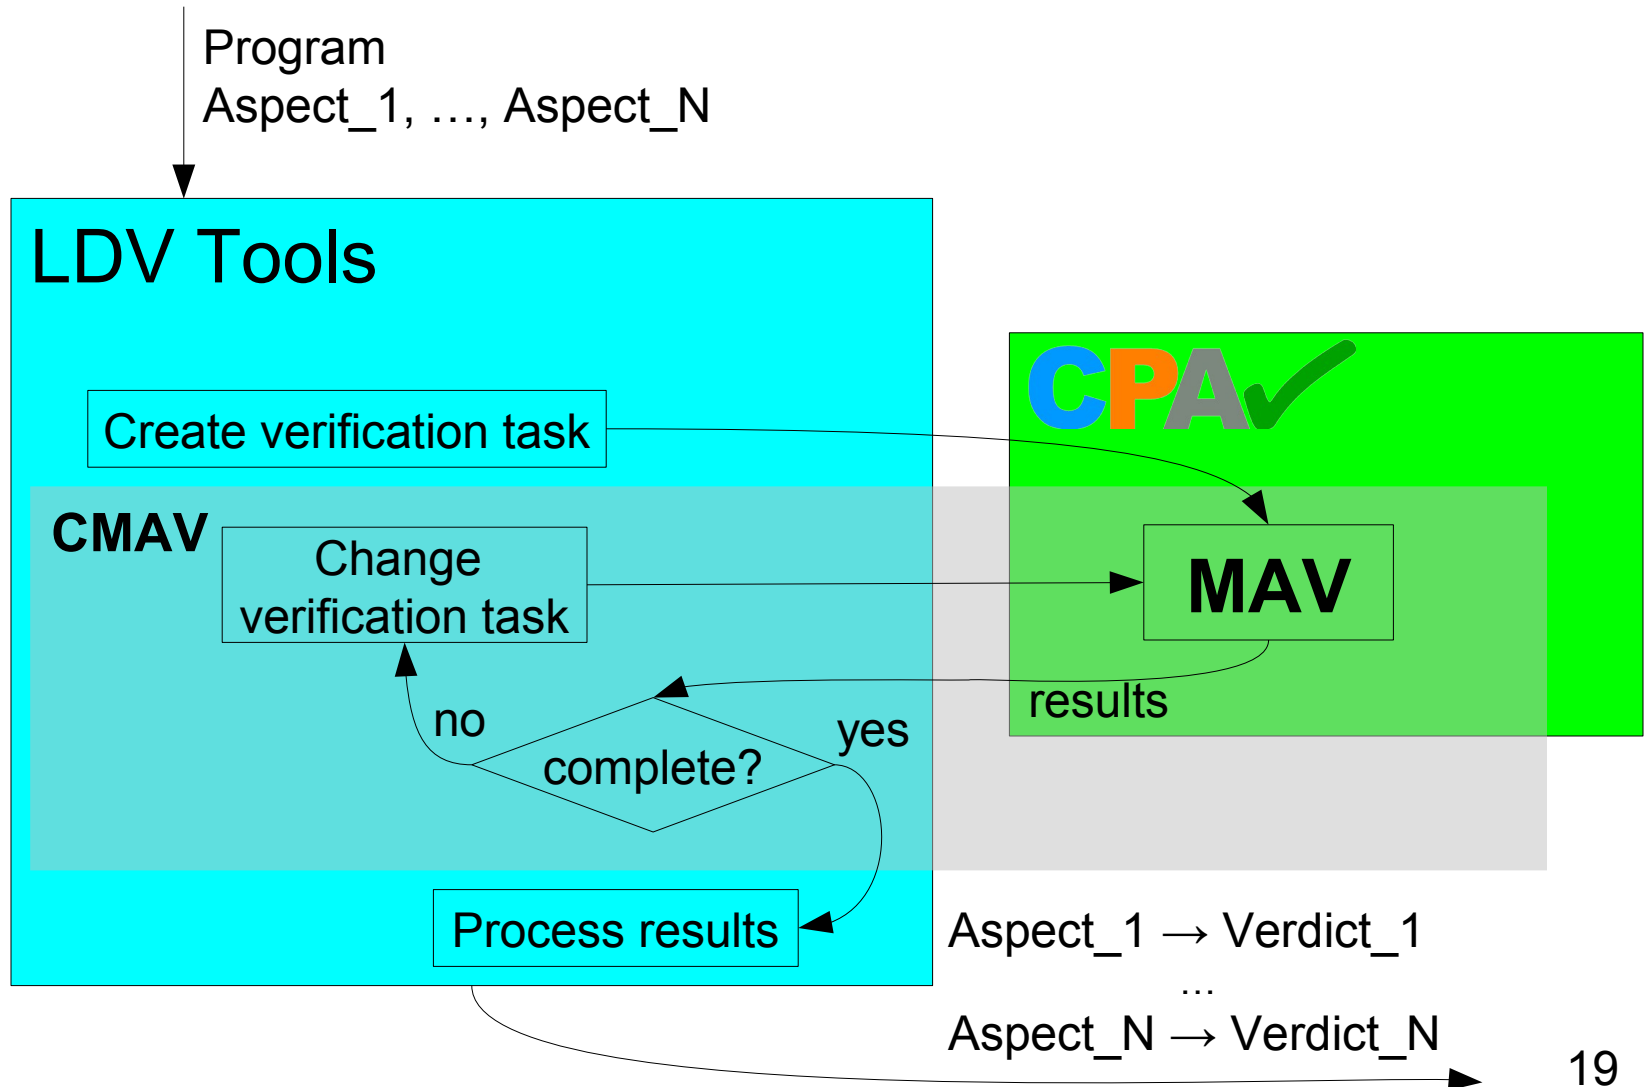 Program
Aspect_1, …, Aspect_N
LDV Tools
CPA
Create verification task
CMAV
Change
verification task
MAV
results
no
yes
complete?
Process results
Aspect_1 → Verdict_1
…
Aspect_N → Verdict_N
19